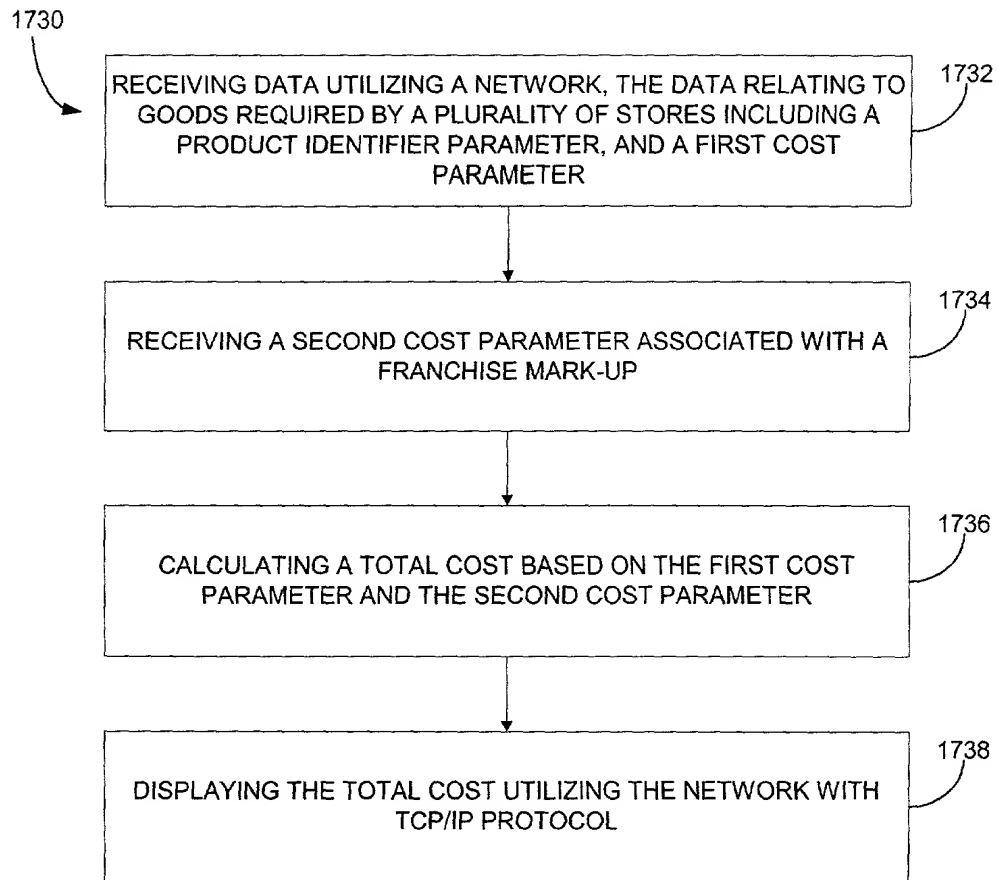 1730
RECEIVING DATA UTILIZING A NETWORK, THE DATA RELATING TO
GOODS REQUIRED BY A PLURALITY OF STORES INCLUDING A
PRODUCT IDENTIFIER PARAMETER, AND A FIRST COST
PARAMETER
1732
RECEIVING A SECOND COST PARAMETER ASSOCIATED WITH A
FRANCHISE MARK-UP
1734
CALCULATING A TOTAL COST BASED ON THE FIRST COST
PARAMETER AND THE SECOND COST PARAMETER
1736
DISPLAYING THE TOTAL COST UTILIZING THE NETWORK WITH
TCP/IP PROTOCOL
1738